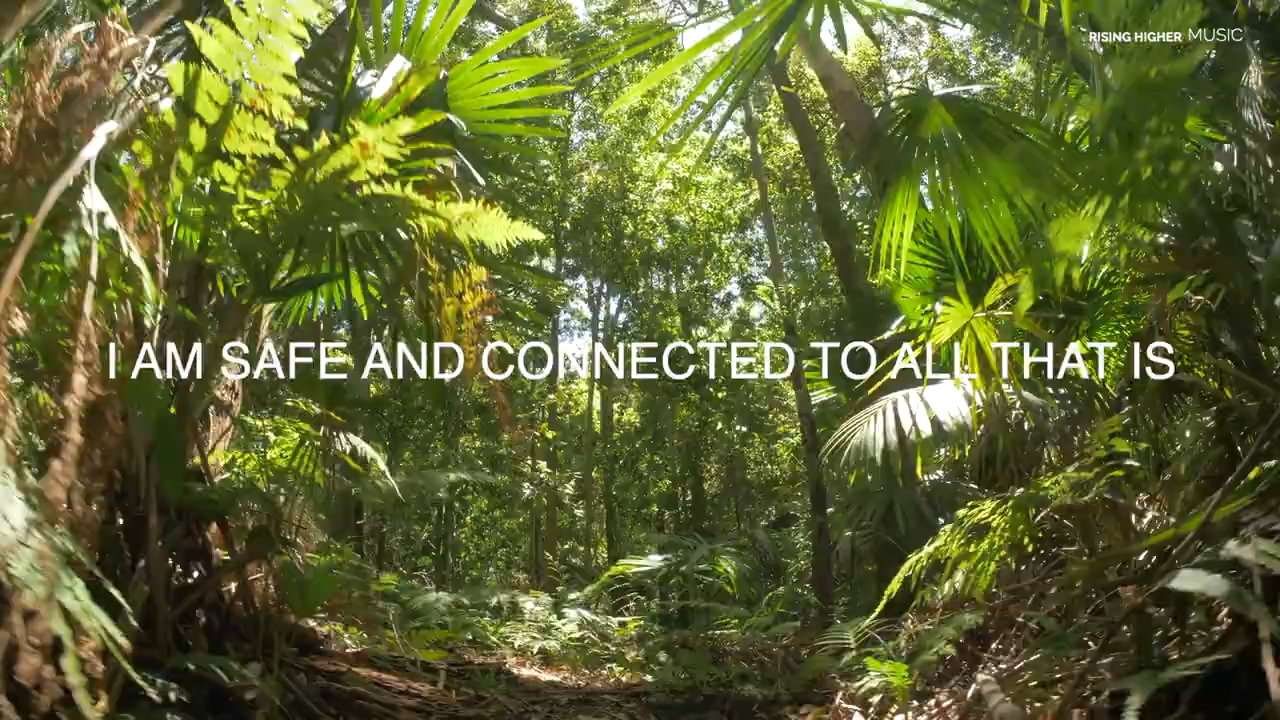 RISING HIGHER MUSIC
I AM SAFE AND CONNECTED TO ALL THAT IS